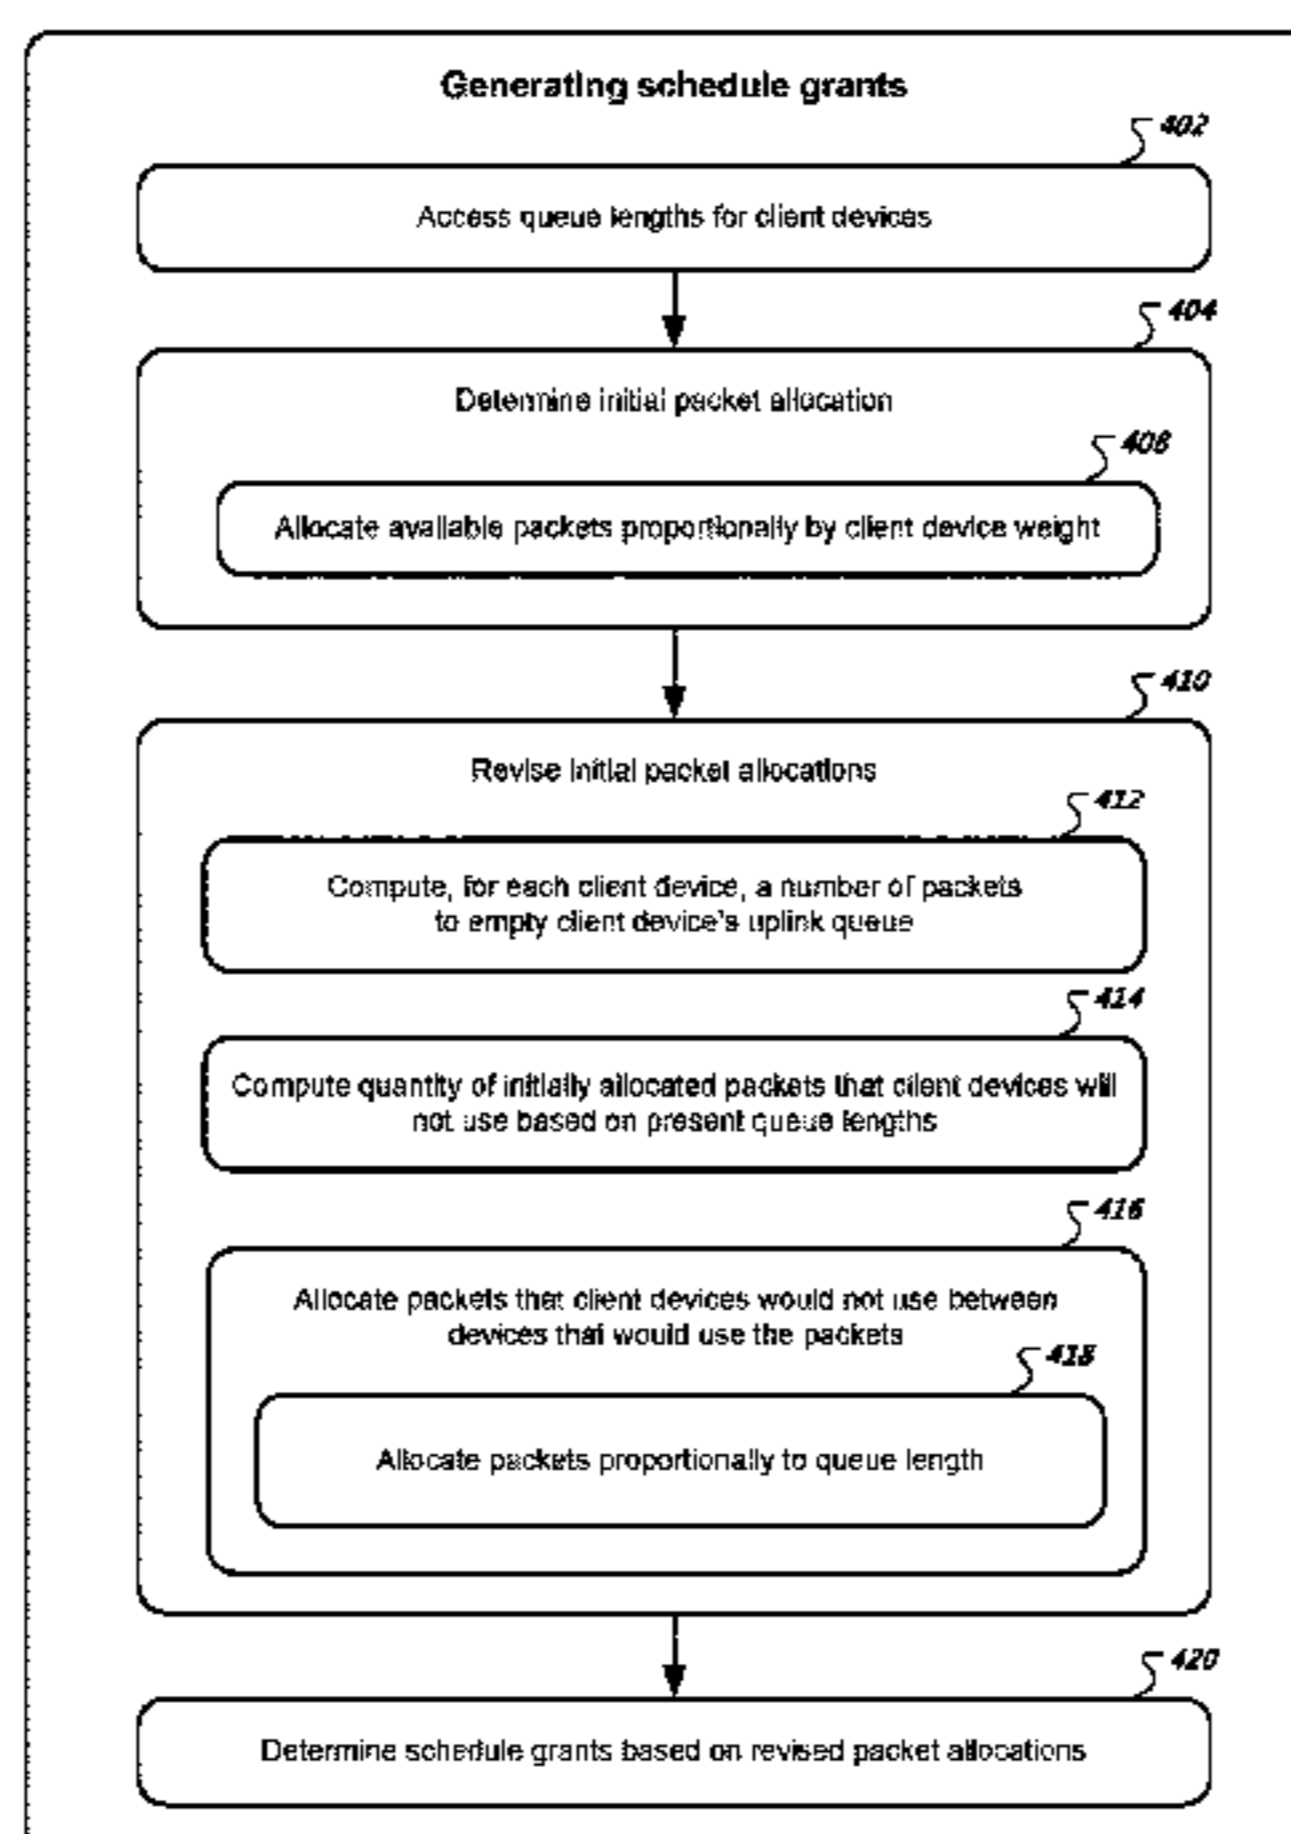 Generating schedule grants
402
Access queue lengths for client devices
404
Determine initial packet allocation
408
Allocate available packets proportionally by client device weight
410
Revise initial packet allocations
412
Compute, for each client device, a number of packets
to empty client device's uplink queue
414
Compute quantity of initially allocated packets that client devices will
not use based on present queue lengths
416
Allocate packets that client devices would not use between
devices that would use the packets
418
Allocate packets proportionally to queue length
420
Determine schedule grants based on revised packet allocations